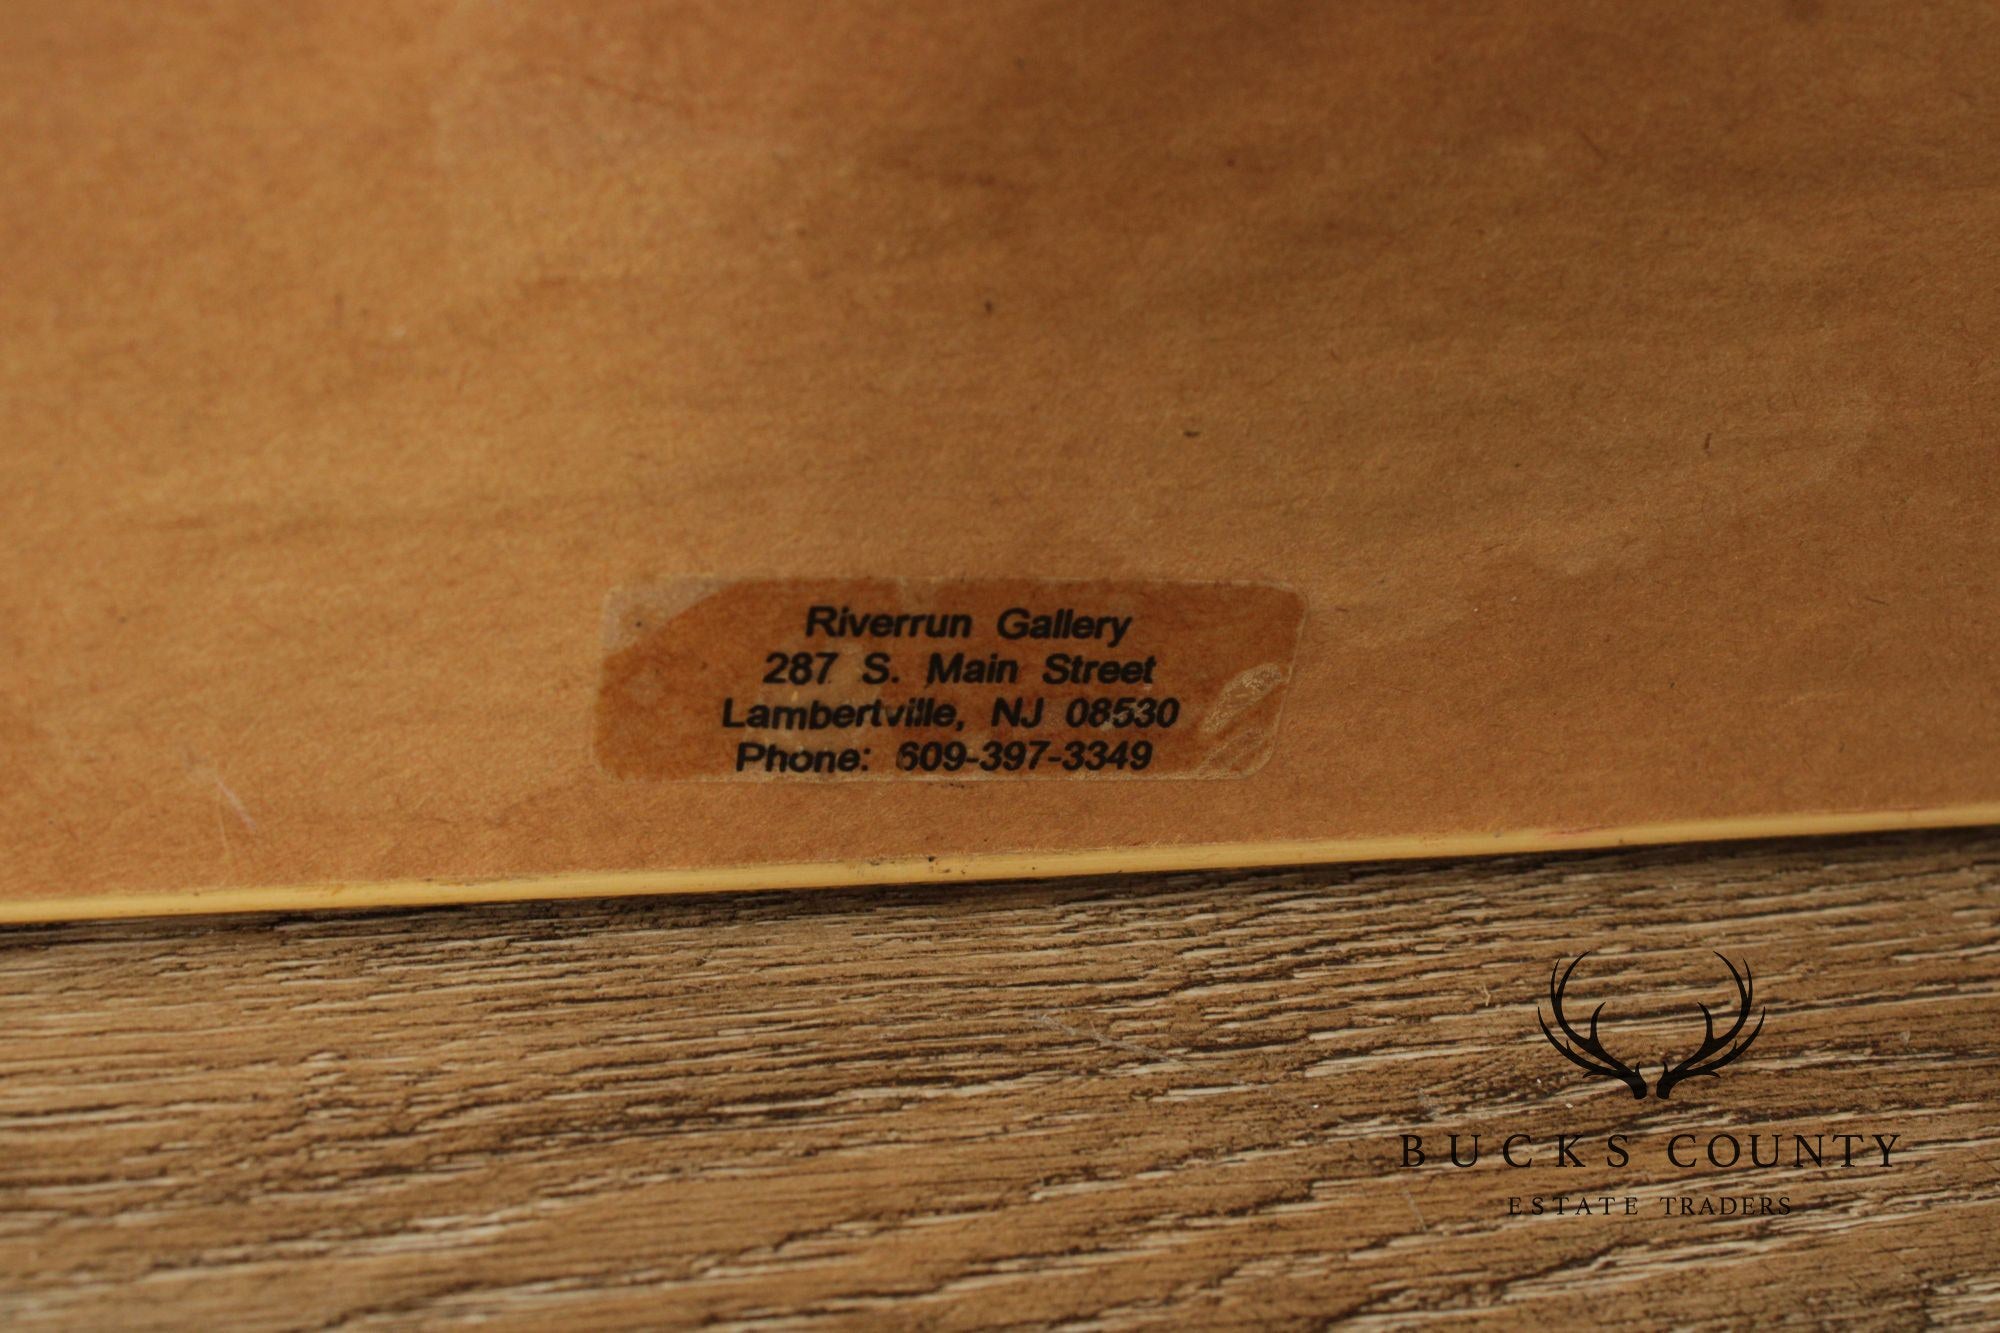 Riverrun Gallery
287 S. Main Street
Lambertville, NJ 08530
Phone: 609-397-3349
BUCKS COUNTY
ESTATE TRADERS